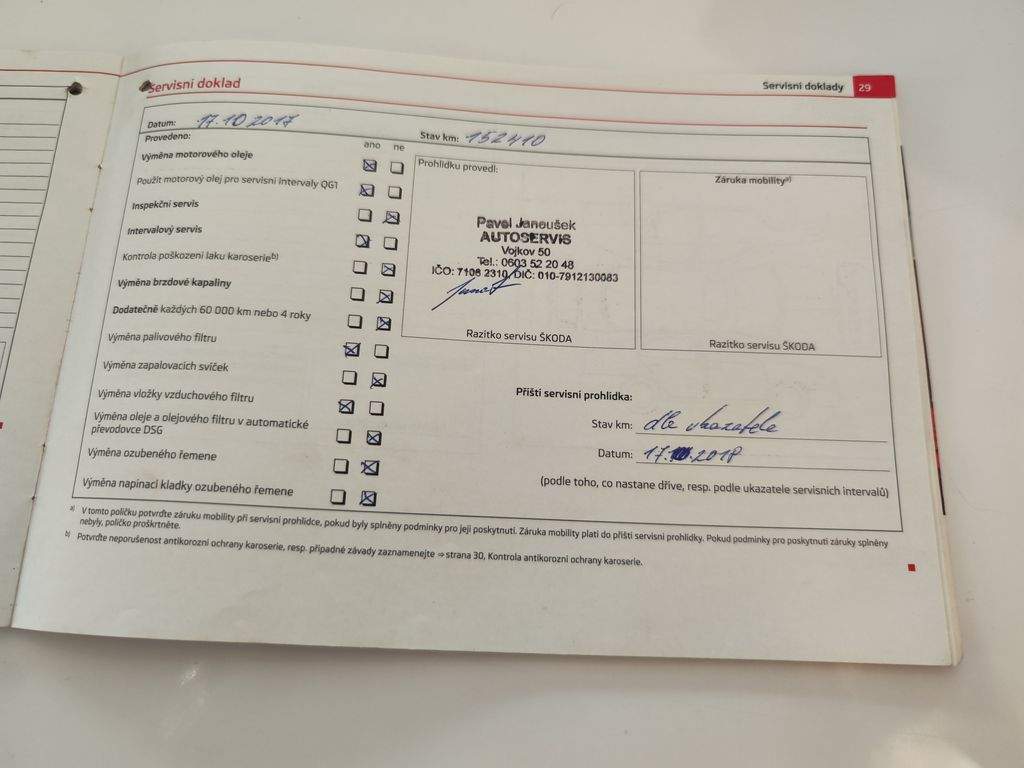 Servisní doklad
Servisní doklady 29
Datum: 17.10 2017
Stav km: 152410
Provedeno:
ano ne
Výměna motorového oleje
Použit motorový olej pro servisní intervaly QG1
Inspekční servis
Intervalový servis
Kontrola poškození laku karoserie b)
Výměna brzdové kapaliny
Dodatečně každých 60 000 km nebo 4 roky
Výměna palivového filtru
Výměna zapalovacích svíček
Výměna vložky vzduchového filtru
Výměna oleje a olejového filtru v automatické
převodovce DSG
Výměna ozubeného řemene
Výměna napínací kladky ozubeného řemene
Prohlídku provedl:
Pavel Janoušek
AUTOSERVIS
Vojkov 50
Tel.: 0603 52 20 48
IČO: 7106 2310, DIČ: 010-7912130083
Razítko servisu ŠKODA
Záruka mobility a)
Razítko servisu ŠKODA
Příští servisní prohlídka:
Stav km: dle ukazatele
Datum: 17. .2018
(podle toho, co nastane dříve, resp. podle ukazatele servisních intervalů)
a) V tomto políčku potvrďte záruku mobility při servisní prohlídce, pokud byly splněny podmínky pro její poskytnutí. Záruka mobility platí do příští servisní prohlídky. Pokud podmínky pro poskytnutí záruky splněny
nebyly, políčko proškrtněte.
b) Potvrďte neporušenost antikorozní ochrany karoserie, resp. případné závady zaznamenejte ⇒ strana 30, Kontrola antikorozní ochrany karoserie.